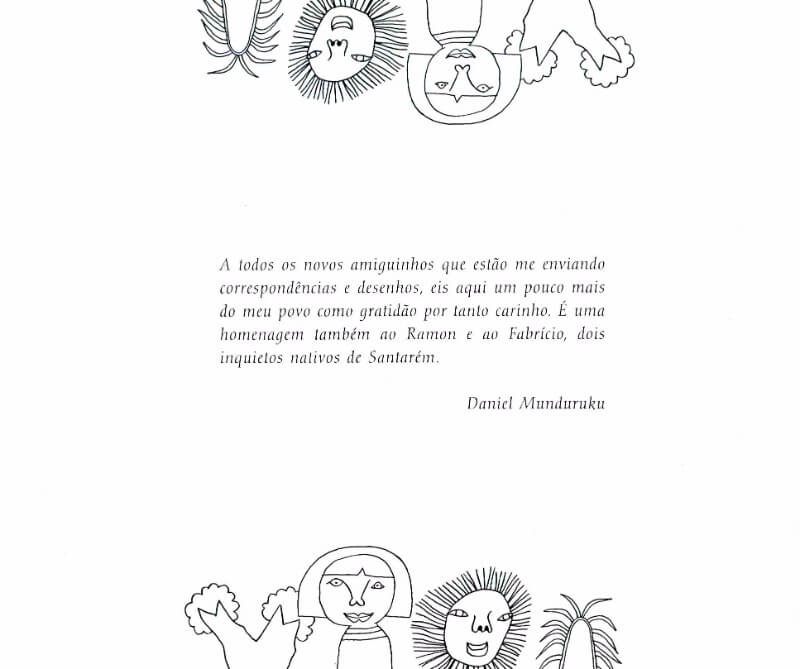 A todos os novos amiguinhos que estão me enviando
correspondências e desenhos, eis aqui um pouco mais
do meu povo como gratidão por tanto carinho. É uma
homenagem também ao Ramon e ao Fabrício, dois
inquietos nativos de Santarém.
Daniel Munduruku